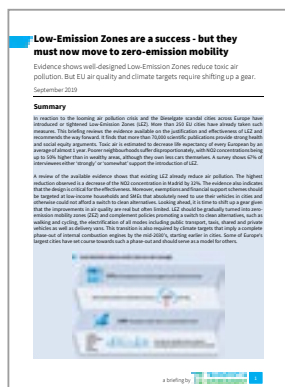 Low-Emission Zones are a success - but they
must now move to zero-emission mobility
Evidence shows well-designed Low-Emission Zones reduce toxic air
pollution. But EU air quality and climate targets require shifting up a gear.
September 2019
Summary
In reaction to the looming air pollution crisis and the Dieselgate scandal cities across Europe have
introduced or tightened Low-Emission Zones (LEZ). More than 250 EU cities have already taken such
measures. This briefing reviews the evidence available on the justification and effectiveness of LEZ and
recommends the way forward. It finds that more than 70,000 scientific publications provide strong health
and social equity arguments. Toxic air is estimated to decrease life expectancy of every European by an
average of almost 1 year. Poorer neighbourhoods suffer disproportionately, with NO2 concentrations being
up to 50% higher than in wealthy areas, although they own less cars themselves. A survey shows 67% of
interviewees either 'strongly' or 'somewhat' support the introduction of LEZ.
A review of the available evidence shows that existing LEZ already reduce air pollution. The highest
reduction observed is a decrease of the NO2 concentration in Madrid by 32%. The evidence also indicates
that the design is critical for the effectiveness. Moreover, exemptions and financial support schemes should
be targeted at low-income households and SMEs that absolutely need to use their vehicles in cities and
otherwise could not afford a switch to clean alternatives. Looking ahead, it is time to shift up a gear given
that the improvements in air quality are real but often limited. LEZ should be gradually turned into zero-
emission mobility zones (ZEZ) and complement policies promoting a switch to clean alternatives, such as
walking and cycling, the electrification of all modes including public transport, taxis, shared and private
vehicles as well as delivery vans. This transition is also required by climate targets that imply a complete
phase-out of internal combustion engines by the mid-2030's, starting earlier in cities. Some of Europe's
largest cities have set course towards such a phase-out and should serve as a model for others.
a briefing by
1